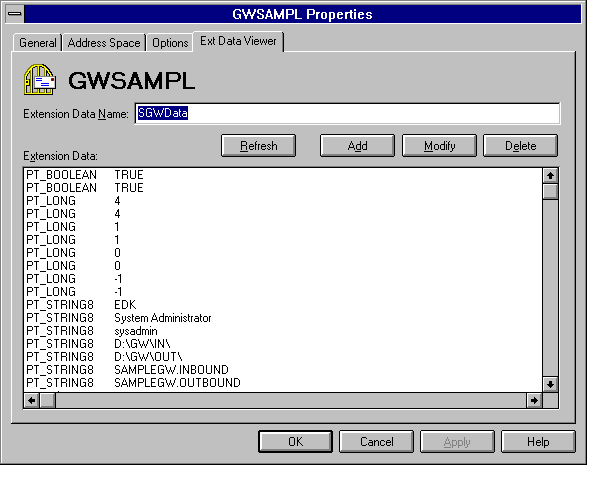 GWSAMPL Properties
General Address Space Options Ext Data Viewer
GWSAMPL
Extension Data Name: SGWData
Refresh Add Modify Delete
Extension Data:
PT_BOOLEAN TRUE
PT_BOOLEAN TRUE
PT_LONG 4
PT_LONG 4
PT_LONG 1
PT_LONG 1
PT_LONG 0
PT_LONG 0
PT_LONG -1
PT_LONG -1
PT_STRING8 EDK
PT_STRING8 System Administrator
PT_STRING8 sysadmin
PT_STRING8 D:\GW\IN\
PT_STRING8 D:\GW\OUT\
PT_STRING8 SAMPLEGW.INBOUND
PT_STRING8 SAMPLEGW.OUTBOUND
OK Cancel Apply Help